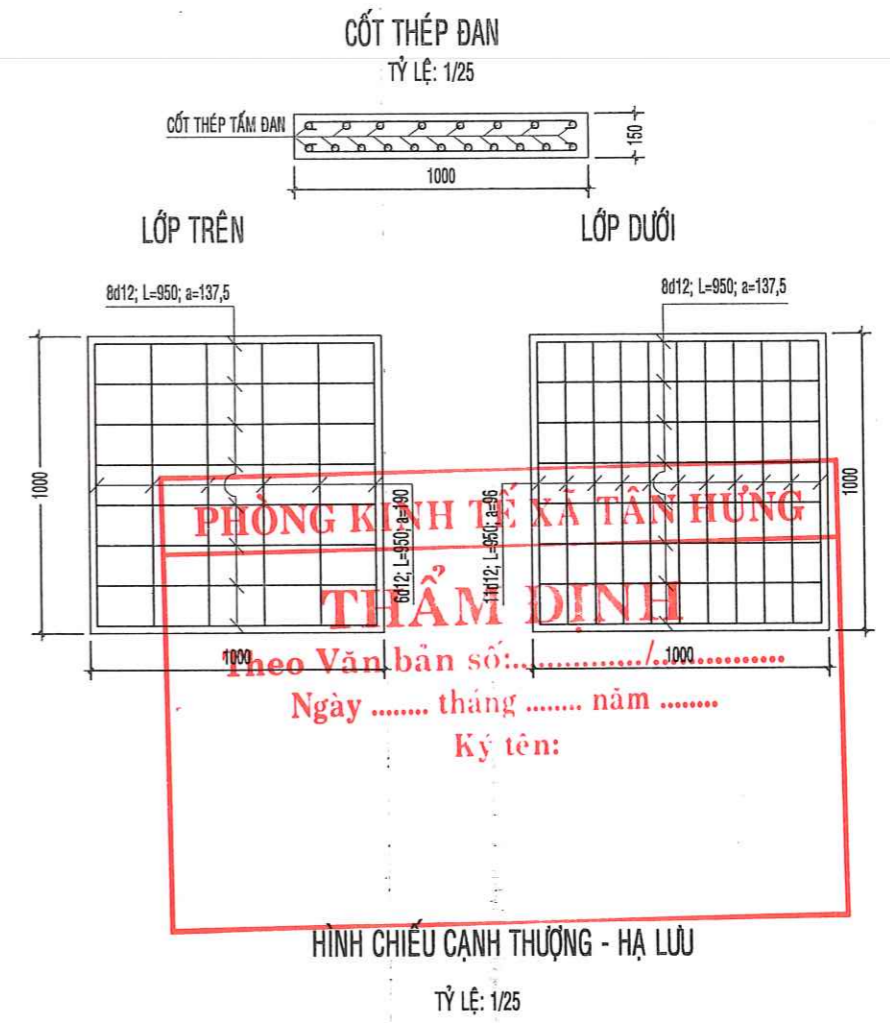 CỐT THÉP ĐAN
TỶ LỆ: 1/25
CỐT THÉP TẤM ĐAN
150
1000
LỚP TRÊN
LỚP DƯỚI
8d12; L=950; a=137,5
8d12; L=950; a=137,5
1000
6d12; L=950; a=190
11d12; L=950; a=96
1000
PHÒNG KINH TẾ XÃ TÂN HƯNG
THẨM ĐỊNH
1000
1000
Theo Văn bản số:............../..............
Ngày ........ tháng ........ năm ........
Ký tên:
HÌNH CHIẾU CẠNH THƯỢNG - HẠ LƯU
TỶ LỆ: 1/25